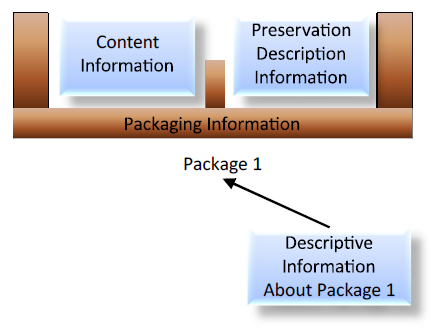 Content
Information
Preservation
Description
Information
Packaging Information
Package 1
Descriptive
Information
About Package 1